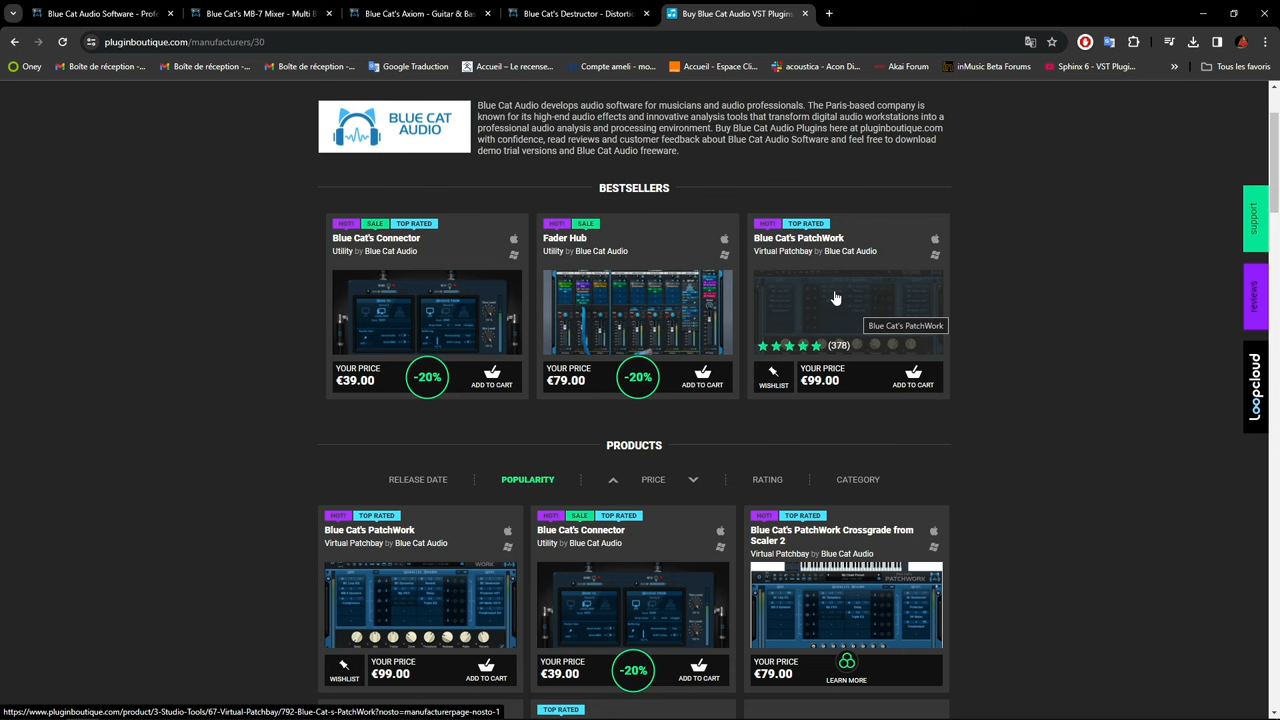 Blue Cat Audio Software - Profe
Blue Cat's MB-7 Mixer - Multi B
Blue Cat's Axiom - Guitar & Bas
Blue Cat's Destructor - Distortio
Buy Blue Cat Audio VST Plugins,
pluginboutique.com/manufacturers/30
Oney
Boîte de réception -...
Boîte de réception -...
Boîte de réception -...
Google Traduction
Accueil – Le recense...
Compte ameli - mo...
Accueil - Espace Cli...
acoustica - Acon Di...
Akai Forum
inMusic Beta Forums
Sphinx 6 - VST Plugi...
Tous les favoris
BLUE CAT
AUDIO
Blue Cat Audio develops audio software for musicians and audio professionals. The Paris-based company is
known for its high-end audio effects and innovative analysis tools that transform digital audio workstations into a
professional audio analysis and processing environment. Buy Blue Cat Audio Plugins here at pluginboutique.com
with confidence, read reviews and customer feedback about Blue Cat Audio Software and feel free to download
demo trial versions and Blue Cat Audio freeware.
support
reviews
loopcloud
BESTSELLERS
HOT! SALE TOP RATED
Blue Cat's Connector
Utility by Blue Cat Audio
YOUR PRICE
€39.00
-20%
ADD TO CART
HOT! SALE
Fader Hub
Utility by Blue Cat Audio
YOUR PRICE
€79.00
-20%
ADD TO CART
HOT! TOP RATED
Blue Cat's PatchWork
Virtual Patchbay by Blue Cat Audio
Blue Cat's PatchWork
(378)
WISHLIST
YOUR PRICE
€99.00
ADD TO CART
PRODUCTS
RELEASE DATE
POPULARITY
PRICE
RATING
CATEGORY
HOT! TOP RATED
Blue Cat's PatchWork
Virtual Patchbay by Blue Cat Audio
WISHLIST
YOUR PRICE
€99.00
ADD TO CART
HOT! SALE TOP RATED
Blue Cat's Connector
Utility by Blue Cat Audio
YOUR PRICE
€39.00
-20%
ADD TO CART
HOT! TOP RATED
Blue Cat's PatchWork Crossgrade from
Scaler 2
Virtual Patchbay by Blue Cat Audio
PATCHWORK
YOUR PRICE
€79.00
LEARN MORE
TOP RATED
https://www.pluginboutique.com/product/3-Studio-Tools/67-Virtual-Patchbay/792-Blue-Cat-s-PatchWork?nosto=manufacturerpage-nosto-1